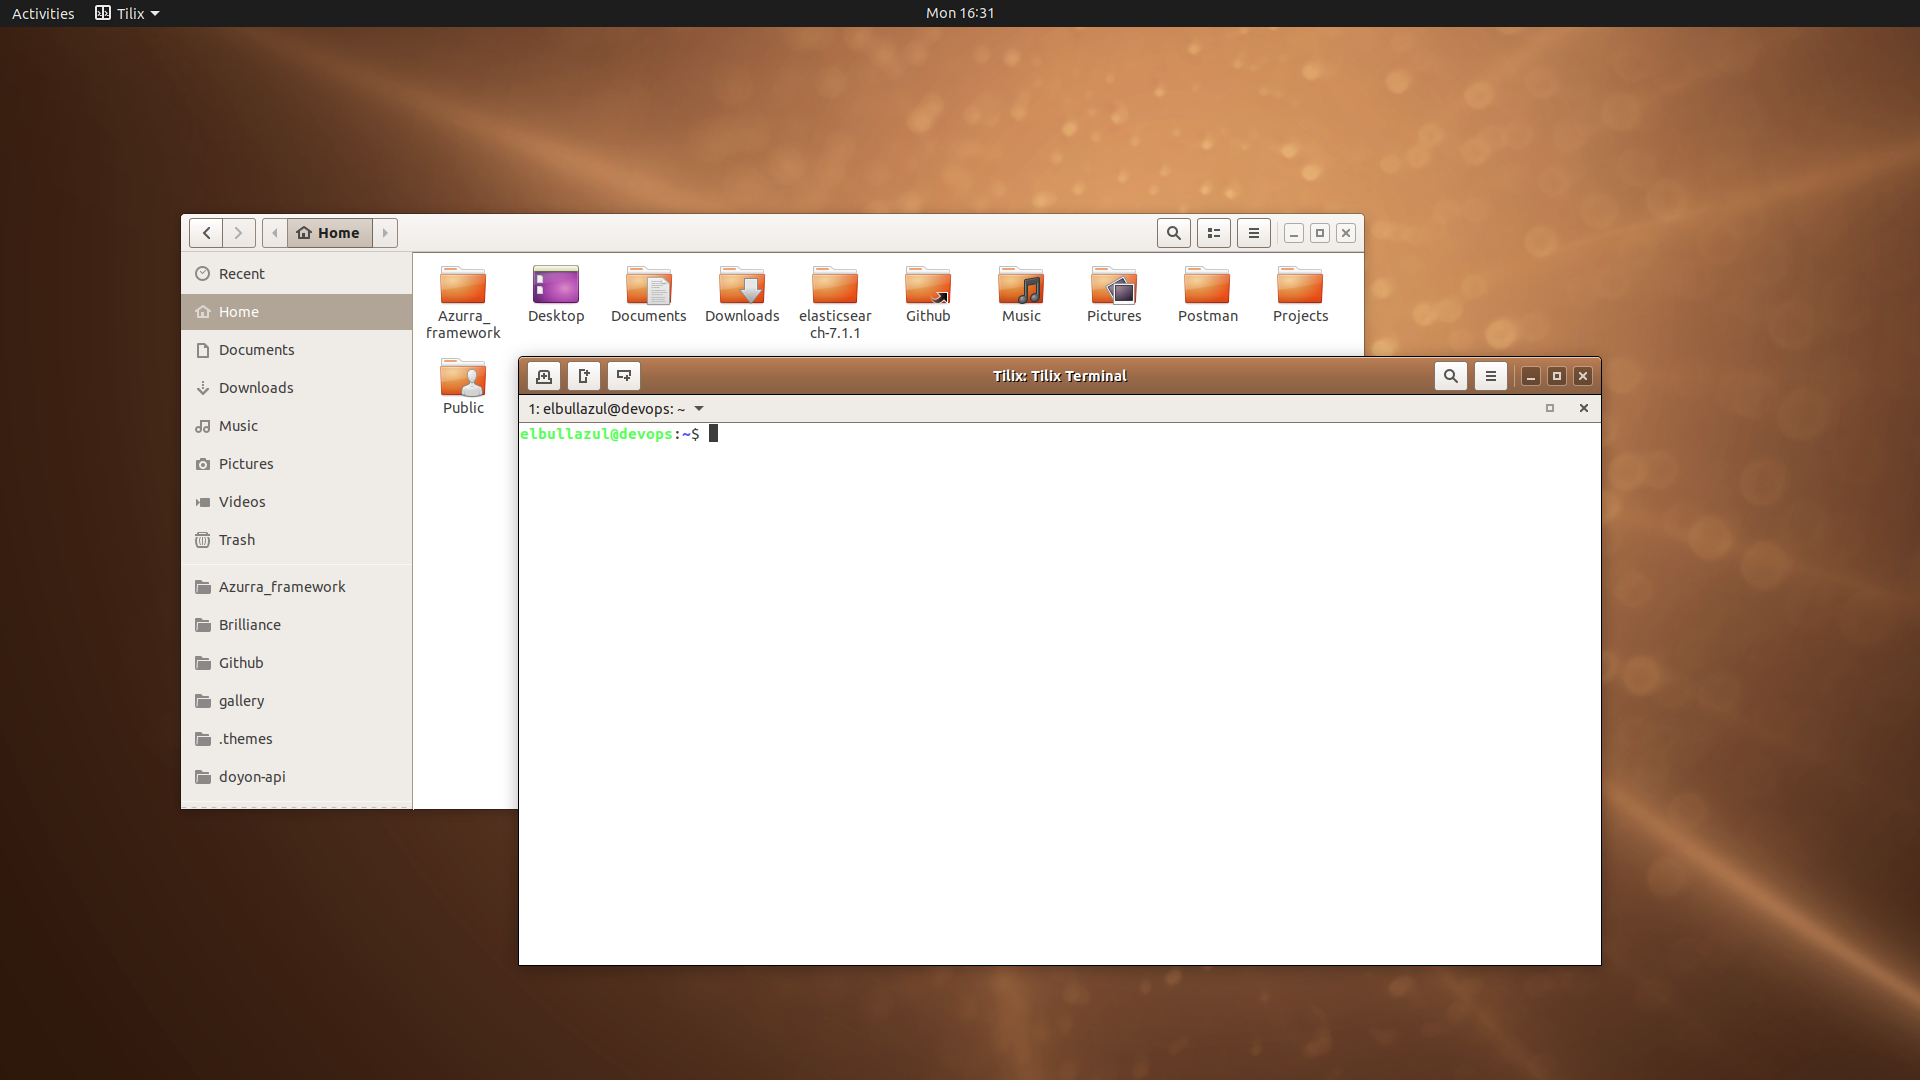 Activities Tilix Mon 16:31
Home
Recent
Home
Documents
Downloads
Music
Pictures
Videos
Trash
Azurra_framework
Brilliance
Github
gallery
.themes
doyon-api
Azurra_
framework
Desktop
Documents
Downloads
elasticsear
ch-7.1.1
Github
Music
Pictures
Postman
Projects
Public
Tilix: Tilix Terminal
1: elbullazul@devops: ~
elbullazul@devops:~$